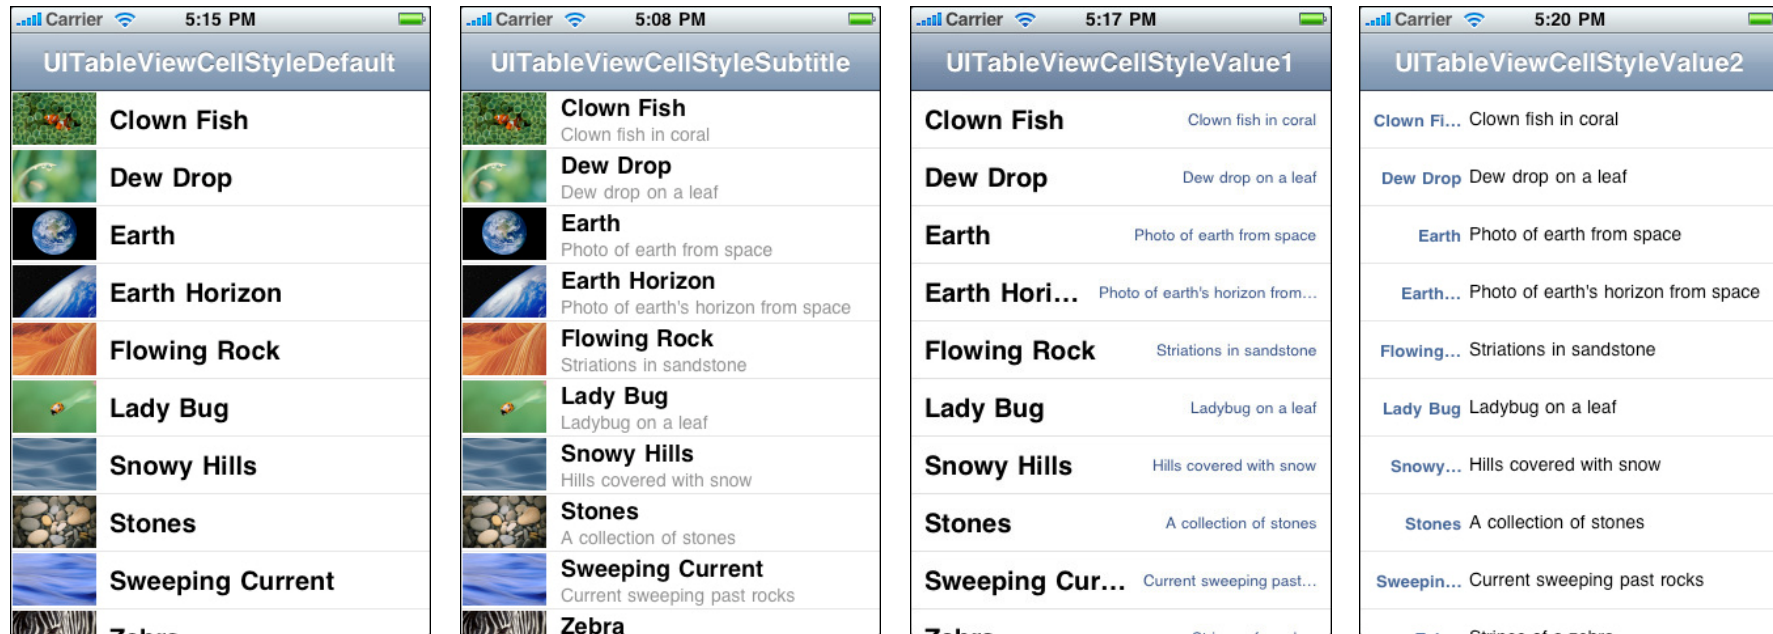 Carrier 5:15 PM
UITableViewCellStyleDefault
Clown Fish
Dew Drop
Earth
Earth Horizon
Flowing Rock
Lady Bug
Snowy Hills
Stones
Sweeping Current
Zebra
Carrier 5:08 PM
UITableViewCellStyleSubtitle
Clown Fish
Clown fish in coral
Dew Drop
Dew drop on a leaf
Earth
Photo of earth from space
Earth Horizon
Photo of earth's horizon from space
Flowing Rock
Striations in sandstone
Lady Bug
Ladybug on a leaf
Snowy Hills
Hills covered with snow
Stones
A collection of stones
Sweeping Current
Current sweeping past rocks
Zebra
Carrier 5:17 PM
UITableViewCellStyleValue1
Clown Fish Clown fish in coral
Dew Drop Dew drop on a leaf
Earth Photo of earth from space
Earth Hori... Photo of earth's horizon from...
Flowing Rock Striations in sandstone
Lady Bug Ladybug on a leaf
Snowy Hills Hills covered with snow
Stones A collection of stones
Sweeping Cur... Current sweeping past...
Zebra
Carrier 5:20 PM
UITableViewCellStyleValue2
Clown Fi... Clown fish in coral
Dew Drop Dew drop on a leaf
Earth Photo of earth from space
Earth... Photo of earth's horizon from space
Flowing... Striations in sandstone
Lady Bug Ladybug on a leaf
Snowy... Hills covered with snow
Stones A collection of stones
Sweepin... Current sweeping past rocks
Stripes of a zebra